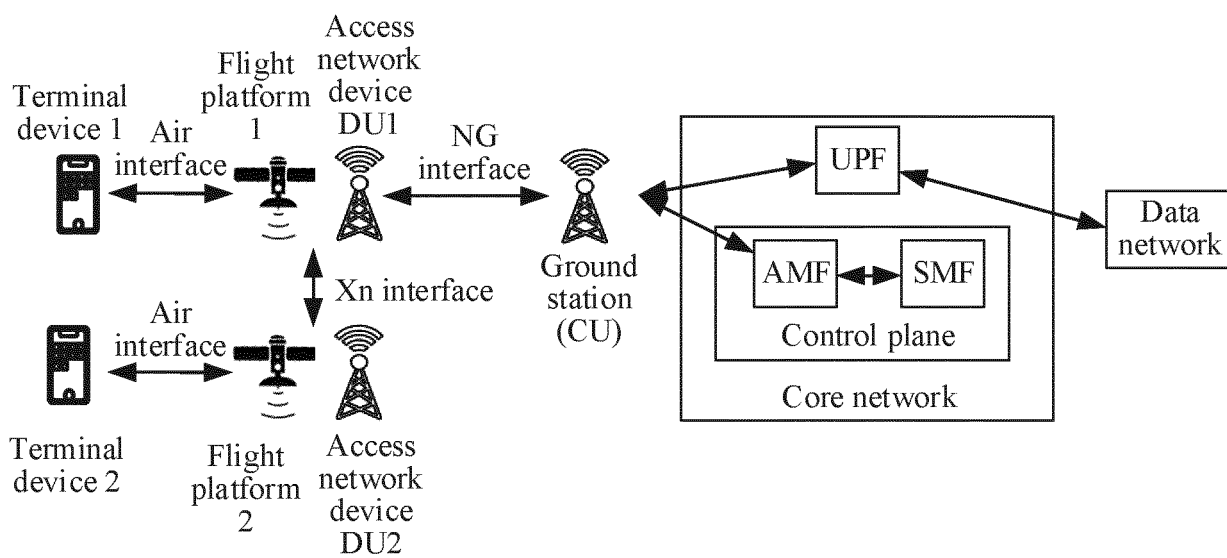 Terminal
device 1
Air
interface
Flight
platform
1
Access
network
device
DU1
NG
interface
Xn interface
Ground
station
(CU)
UPF
AMF
SMF
Control plane
Core network
Data
network
Air
interface
Terminal
device 2
Flight
platform
2
Access
network
device
DU2